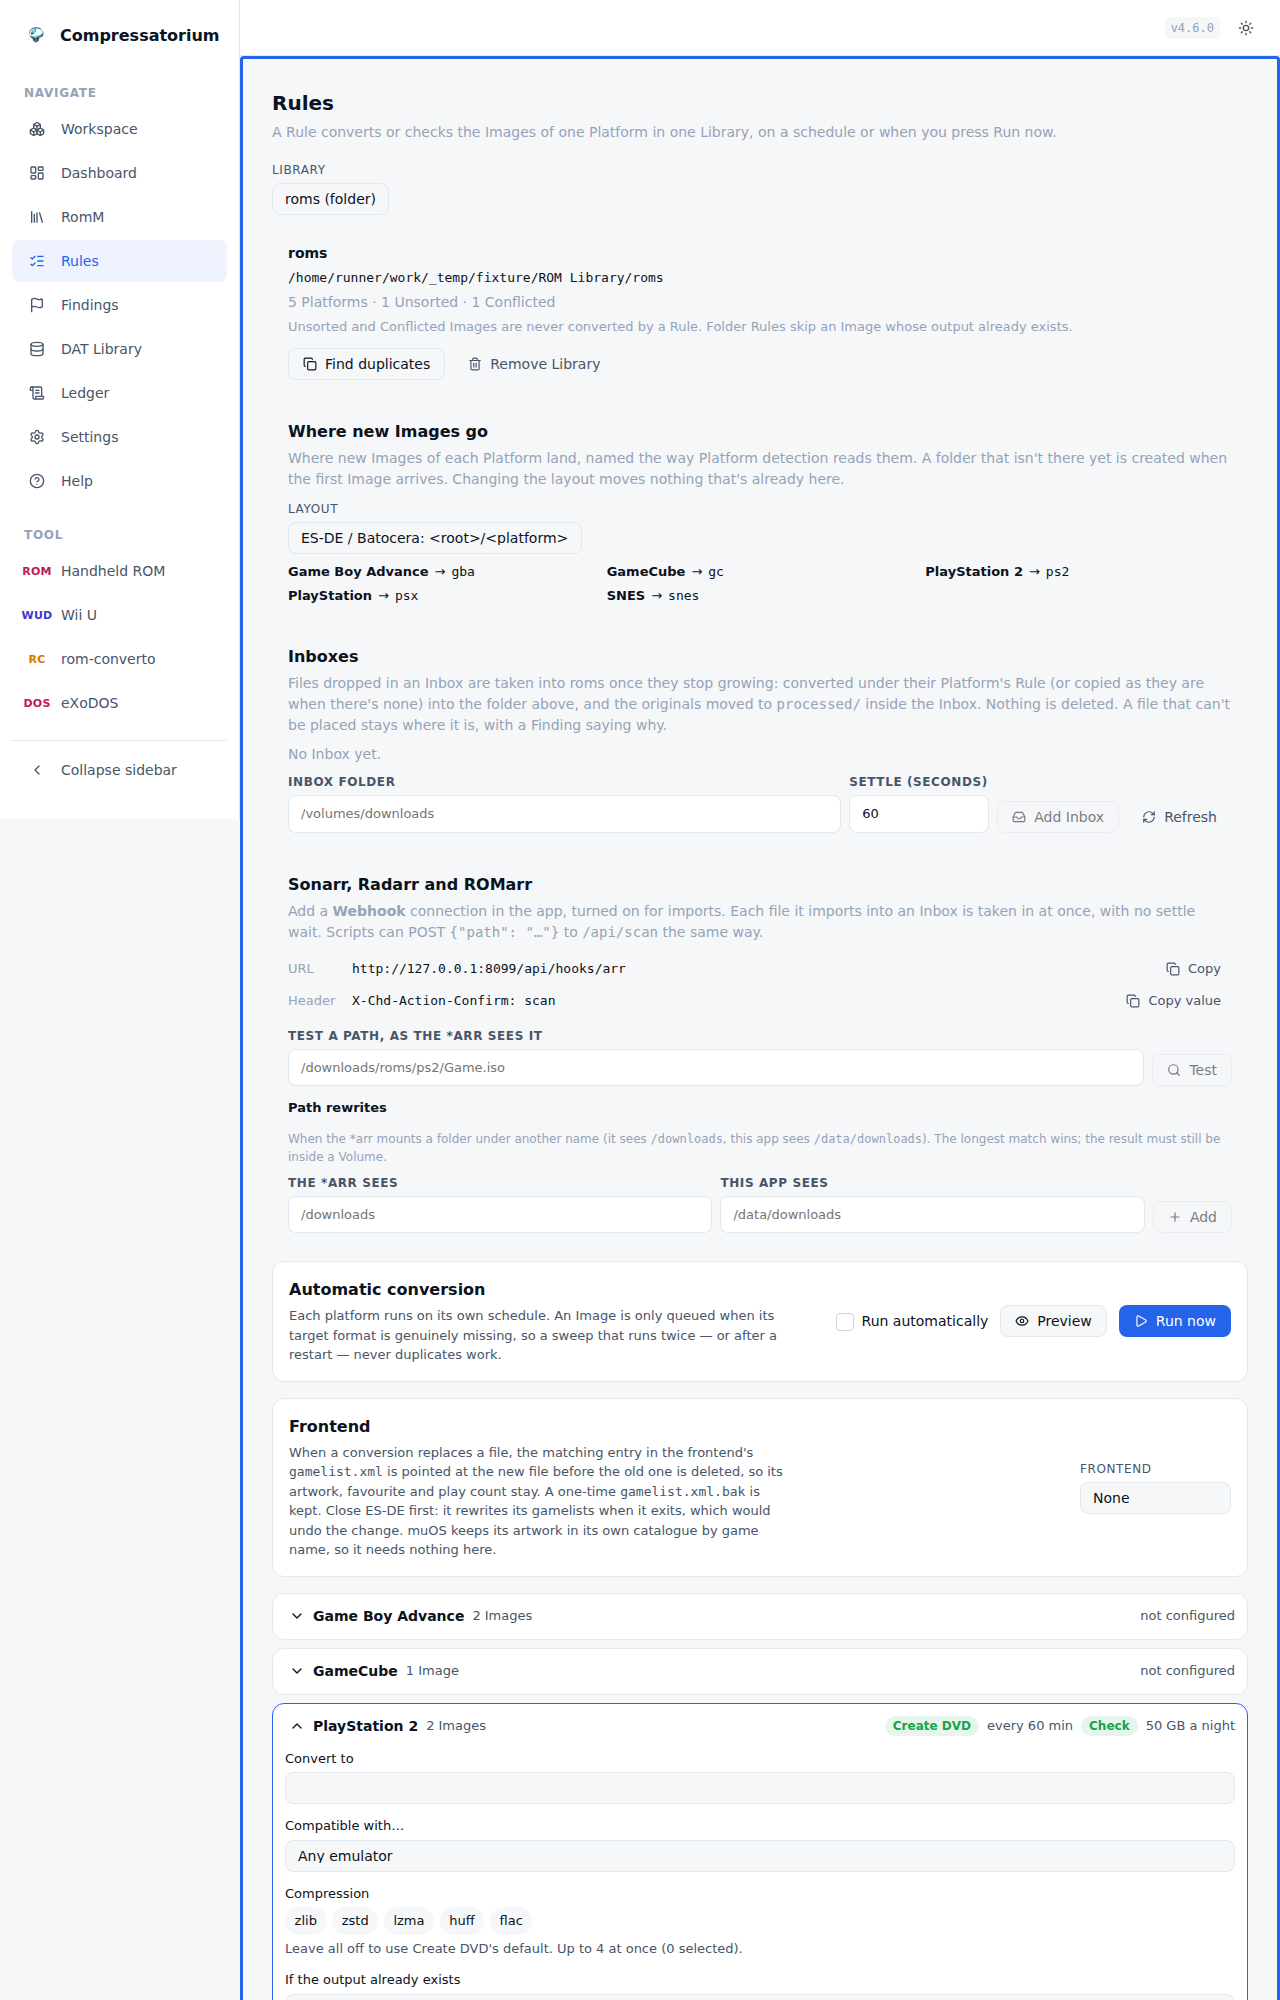 Compressatorium
v4.6.0
NAVIGATE
Workspace
Dashboard
RomM
Rules
Findings
DAT Library
Ledger
Settings
Help
TOOL
ROM Handheld ROM
WUD Wii U
RC rom-converto
DOS eXoDOS
Collapse sidebar
Rules
A Rule converts or checks the Images of one Platform in one Library, on a schedule or when you press Run now.
LIBRARY
roms (folder)
roms
/home/runner/work/_temp/fixture/ROM Library/roms
5 Platforms · 1 Unsorted · 1 Conflicted
Unsorted and Conflicted Images are never converted by a Rule. Folder Rules skip an Image whose output already exists.
Find duplicates Remove Library
Where new Images go
Where new Images of each Platform land, named the way Platform detection reads them. A folder that isn't there yet is created when
the first Image arrives. Changing the layout moves nothing that's already here.
LAYOUT
ES-DE / Batocera: <root>/<platform>
Game Boy Advance → gba GameCube → gc PlayStation 2 → ps2
PlayStation → psx SNES → snes
Inboxes
Files dropped in an Inbox are taken into roms once they stop growing: converted under their Platform's Rule (or copied as they are
when there's none) into the folder above, and the originals moved to processed/ inside the Inbox. Nothing is deleted. A file that can't
be placed stays where it is, with a Finding saying why.
No Inbox yet.
INBOX FOLDER SETTLE (SECONDS)
/volumes/downloads 60 Add Inbox Refresh
Sonarr, Radarr and ROMarr
Add a Webhook connection in the app, turned on for imports. Each file it imports into an Inbox is taken in at once, with no settle
wait. Scripts can POST {"path": "…"} to /api/scan the same way.
URL http://127.0.0.1:8099/api/hooks/arr Copy
Header X-Chd-Action-Confirm: scan Copy value
TEST A PATH, AS THE *ARR SEES IT
/downloads/roms/ps2/Game.iso Test
Path rewrites
When the *arr mounts a folder under another name (it sees /downloads, this app sees /data/downloads). The longest match wins; the result must still be
inside a Volume.
THE *ARR SEES THIS APP SEES
/downloads /data/downloads Add
Automatic conversion
Each platform runs on its own schedule. An Image is only queued when its
target format is genuinely missing, so a sweep that runs twice — or after a
restart — never duplicates work.
Run automatically Preview Run now
Frontend
When a conversion replaces a file, the matching entry in the frontend's
gamelist.xml is pointed at the new file before the old one is deleted, so its
artwork, favourite and play count stay. A one-time gamelist.xml.bak is
kept. Close ES-DE first: it rewrites its gamelists when it exits, which would
undo the change. muOS keeps its artwork in its own catalogue by game
name, so it needs nothing here.
FRONTEND
None
Game Boy Advance 2 Images not configured
GameCube 1 Image not configured
PlayStation 2 2 Images Create DVD every 60 min Check 50 GB a night
Convert to
Compatible with…
Any emulator
Compression
zlib zstd lzma huff flac
Leave all off to use Create DVD's default. Up to 4 at once (0 selected).
If the output already exists